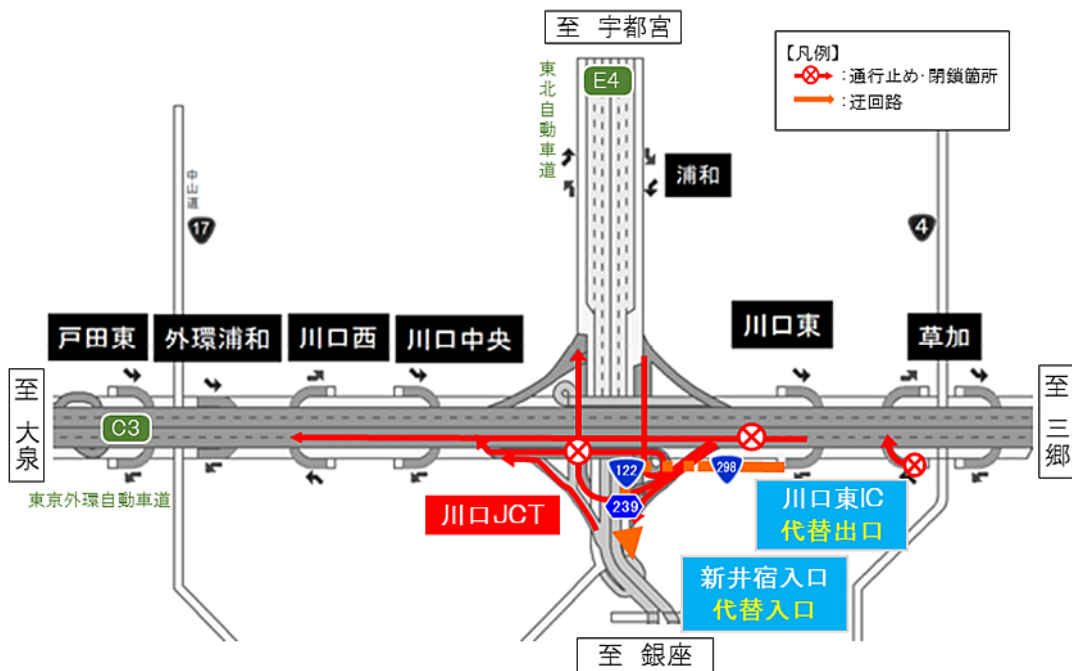 至 宇都宮
【凡例】
:通行止め・閉鎖箇所
:迂回路
東北自動車道
E4
浦和
中山道
17
4
戸田東
外環浦和
川口西
川口中央
川口東
草加
至 大泉
C3
至 三郷
東京外環自動車道
川口JCT
122
298
239
川口東IC
代替出口
新井宿入口
代替入口
至 銀座